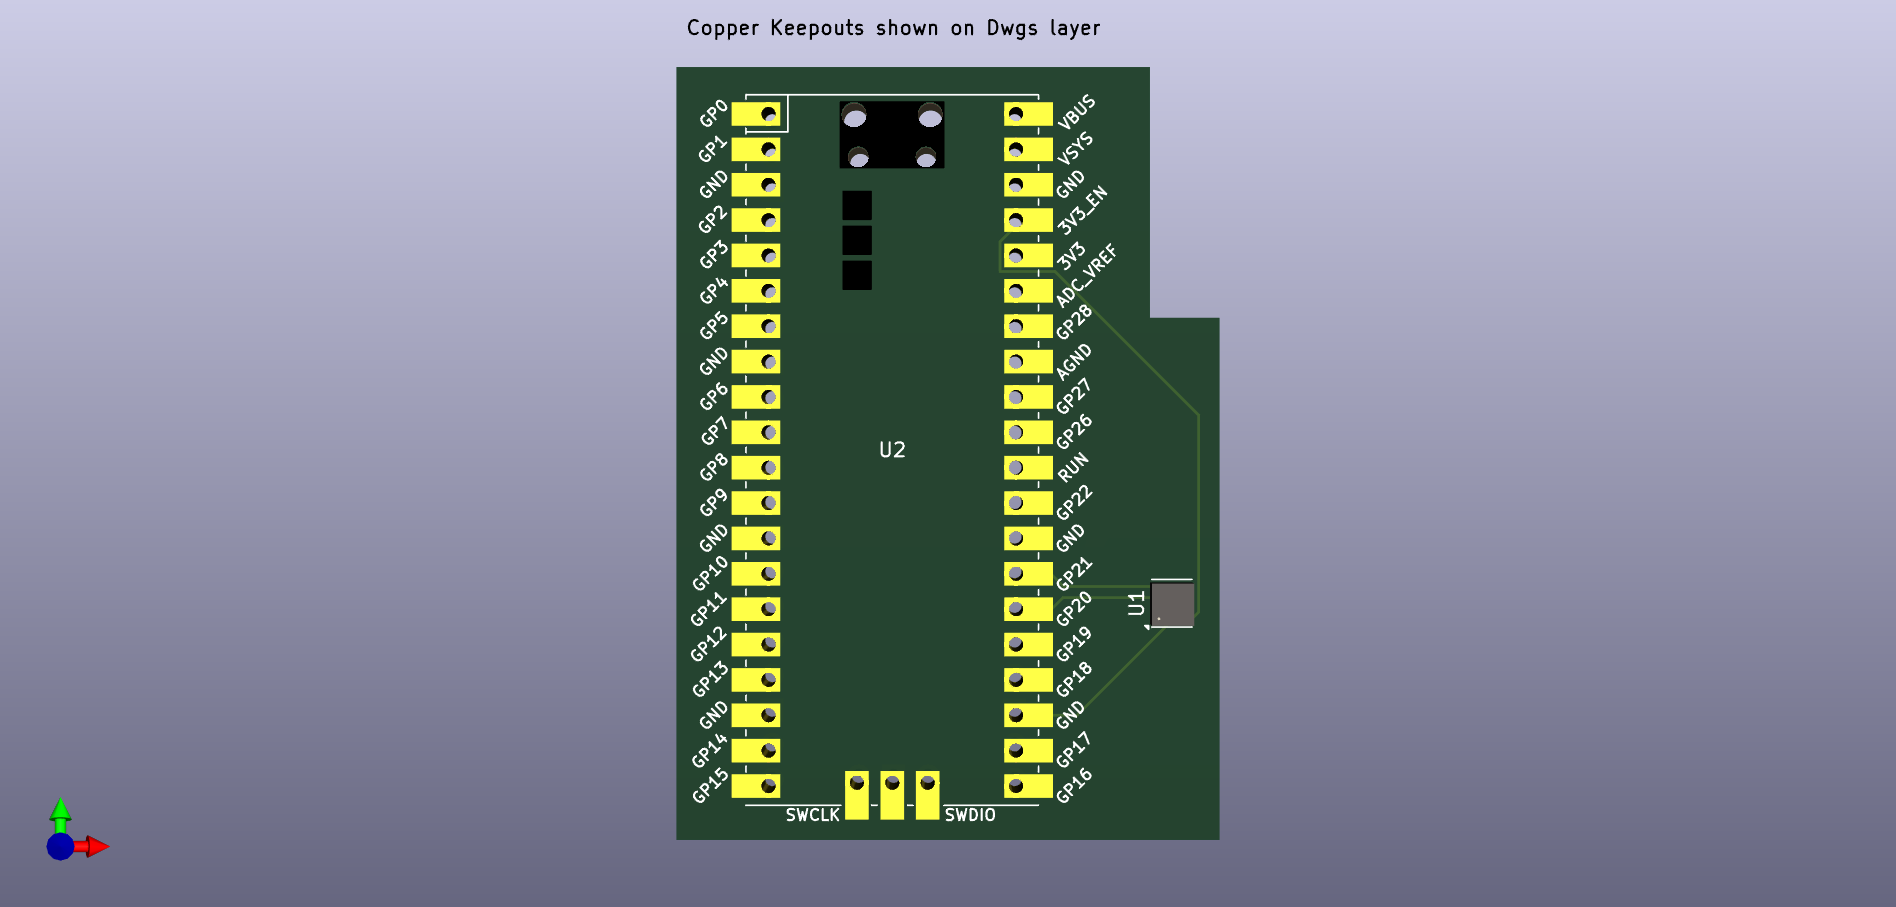 Copper Keepouts shown on Dwgs layer
GP0
GP1
GND
GP2
GP3
GP4
GP5
GND
GP6
GP7
GP8
GP9
GND
GP10
GP11
GP12
GP13
GND
GP14
GP15
U2
SWCLK
SWDIO
VBUS
VSYS
GND
3V3_EN
3V3
ADC_VREF
GP28
AGND
GP27
GP26
RUN
GP22
GND
GP21
GP20
GP19
GP18
GND
GP17
GP16
U1